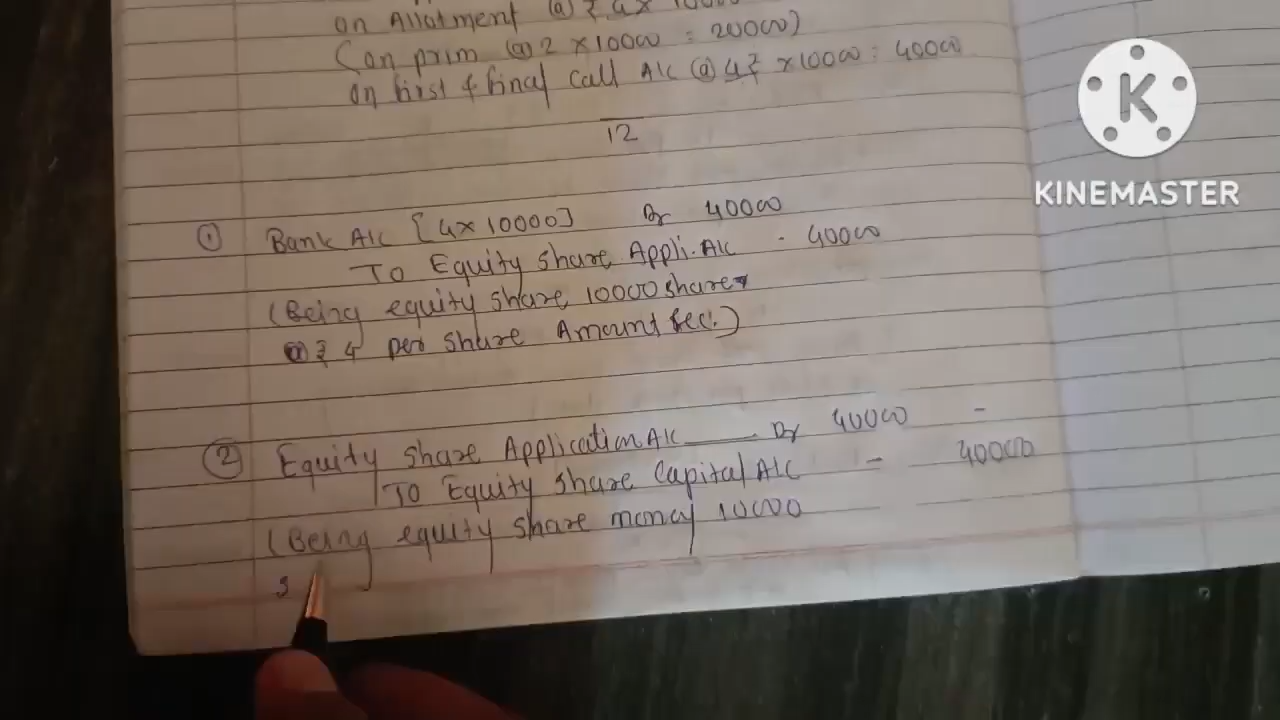 on Allotment @ ₹ 4 x 10000
(on prim @ 2 x 10000 = 20000)
on first & final call A/c @ 4₹ x 10000 = 40000
12
K
KINEMASTER
① Bank A/c [4x10000] Dr 40000
To Equity share Appli. A/c - 40000
(Being equity share 10000 shares
@ ₹ 4 per share Amount Rec.)
② Equity share Application A/c —— Dr 40000 -
To Equity share Capital A/c - 40000
(Being equity share money 10000
s